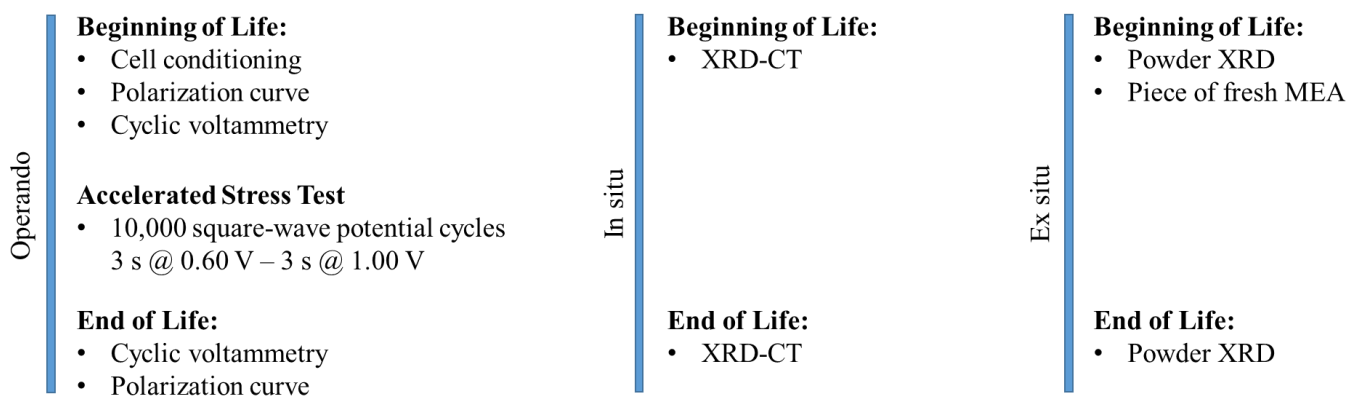 Operando
Beginning of Life:
• Cell conditioning
• Polarization curve
• Cyclic voltammetry
Accelerated Stress Test
• 10,000 square-wave potential cycles
3 s @ 0.60 V – 3 s @ 1.00 V
End of Life:
• Cyclic voltammetry
• Polarization curve
In situ
Beginning of Life:
• XRD-CT
End of Life:
• XRD-CT
Ex situ
Beginning of Life:
• Powder XRD
• Piece of fresh MEA
End of Life:
• Powder XRD